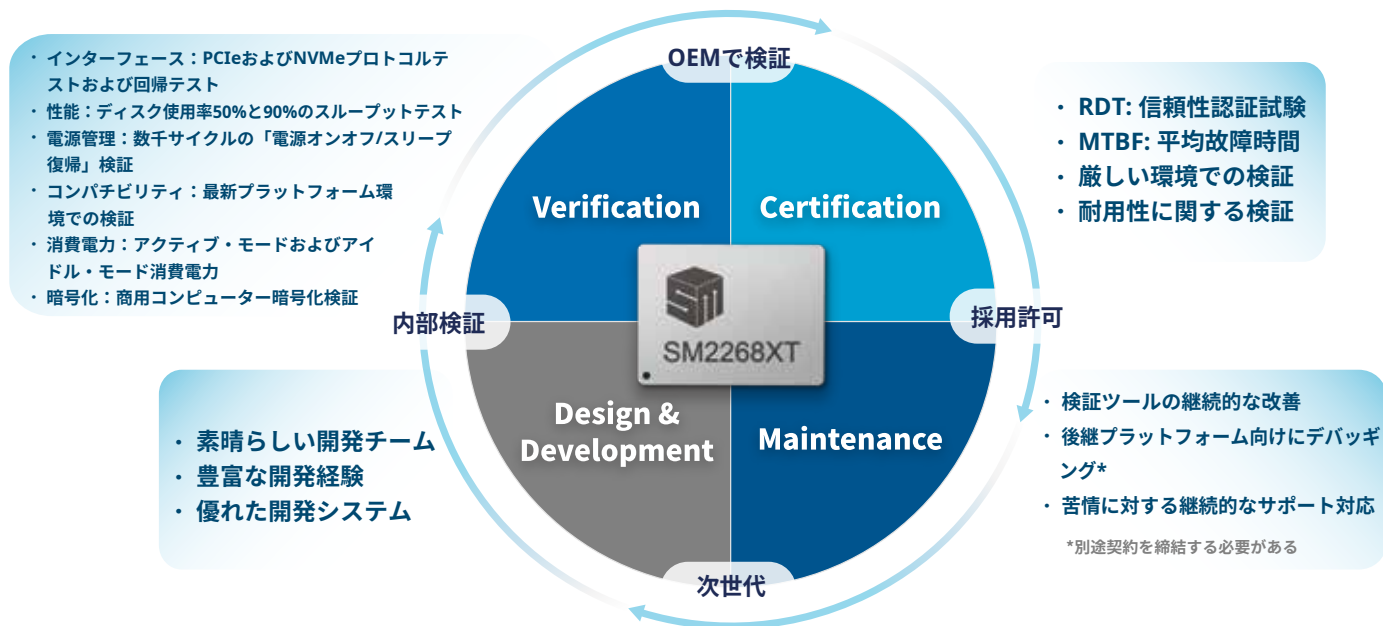 ・ インターフェース：PCIeおよびNVMeプロトコルテ
ストおよび回帰テスト
・ 性能：ディスク使用率50%と90%のスループットテスト
・ 電源管理：数千サイクルの「電源オンオフ/スリープ
復帰」検証
・ コンパチビリティ：最新プラットフォーム環
境での検証
・ 消費電力：アクティブ・モードおよびアイ
ドル・モード消費電力
・ 暗号化：商用コンピューター暗号化検証
OEMで検証
・ RDT: 信頼性認証試験
・ MTBF: 平均故障時間
・ 厳しい環境での検証
・ 耐用性に関する検証
Verification
Certification
内部検証
採用許可
SM
SM2268XT
・ 素晴らしい開発チーム
・ 豊富な開発経験
・ 優れた開発システム
Design &
Development
Maintenance
・ 検証ツールの継続的な改善
・ 後継プラットフォーム向けにデバッギ
ング*
・ 苦情に対する継続的なサポート対応
*別途契約を締結する必要がある
次世代